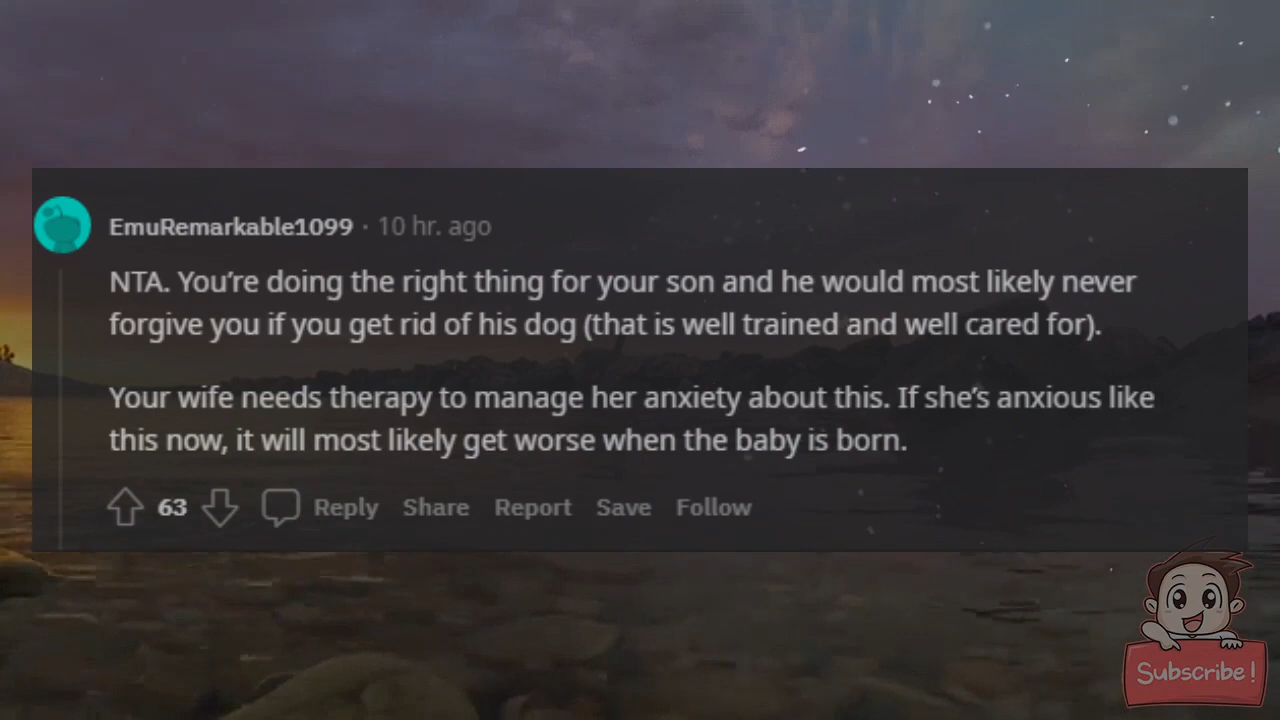 EmuRemarkable1099 · 10 hr. ago
NTA. You're doing the right thing for your son and he would most likely never
forgive you if you get rid of his dog (that is well trained and well cared for).
Your wife needs therapy to manage her anxiety about this. If she's anxious like
this now, it will most likely get worse when the baby is born.
63 Reply Share Report Save Follow
Subscribe!